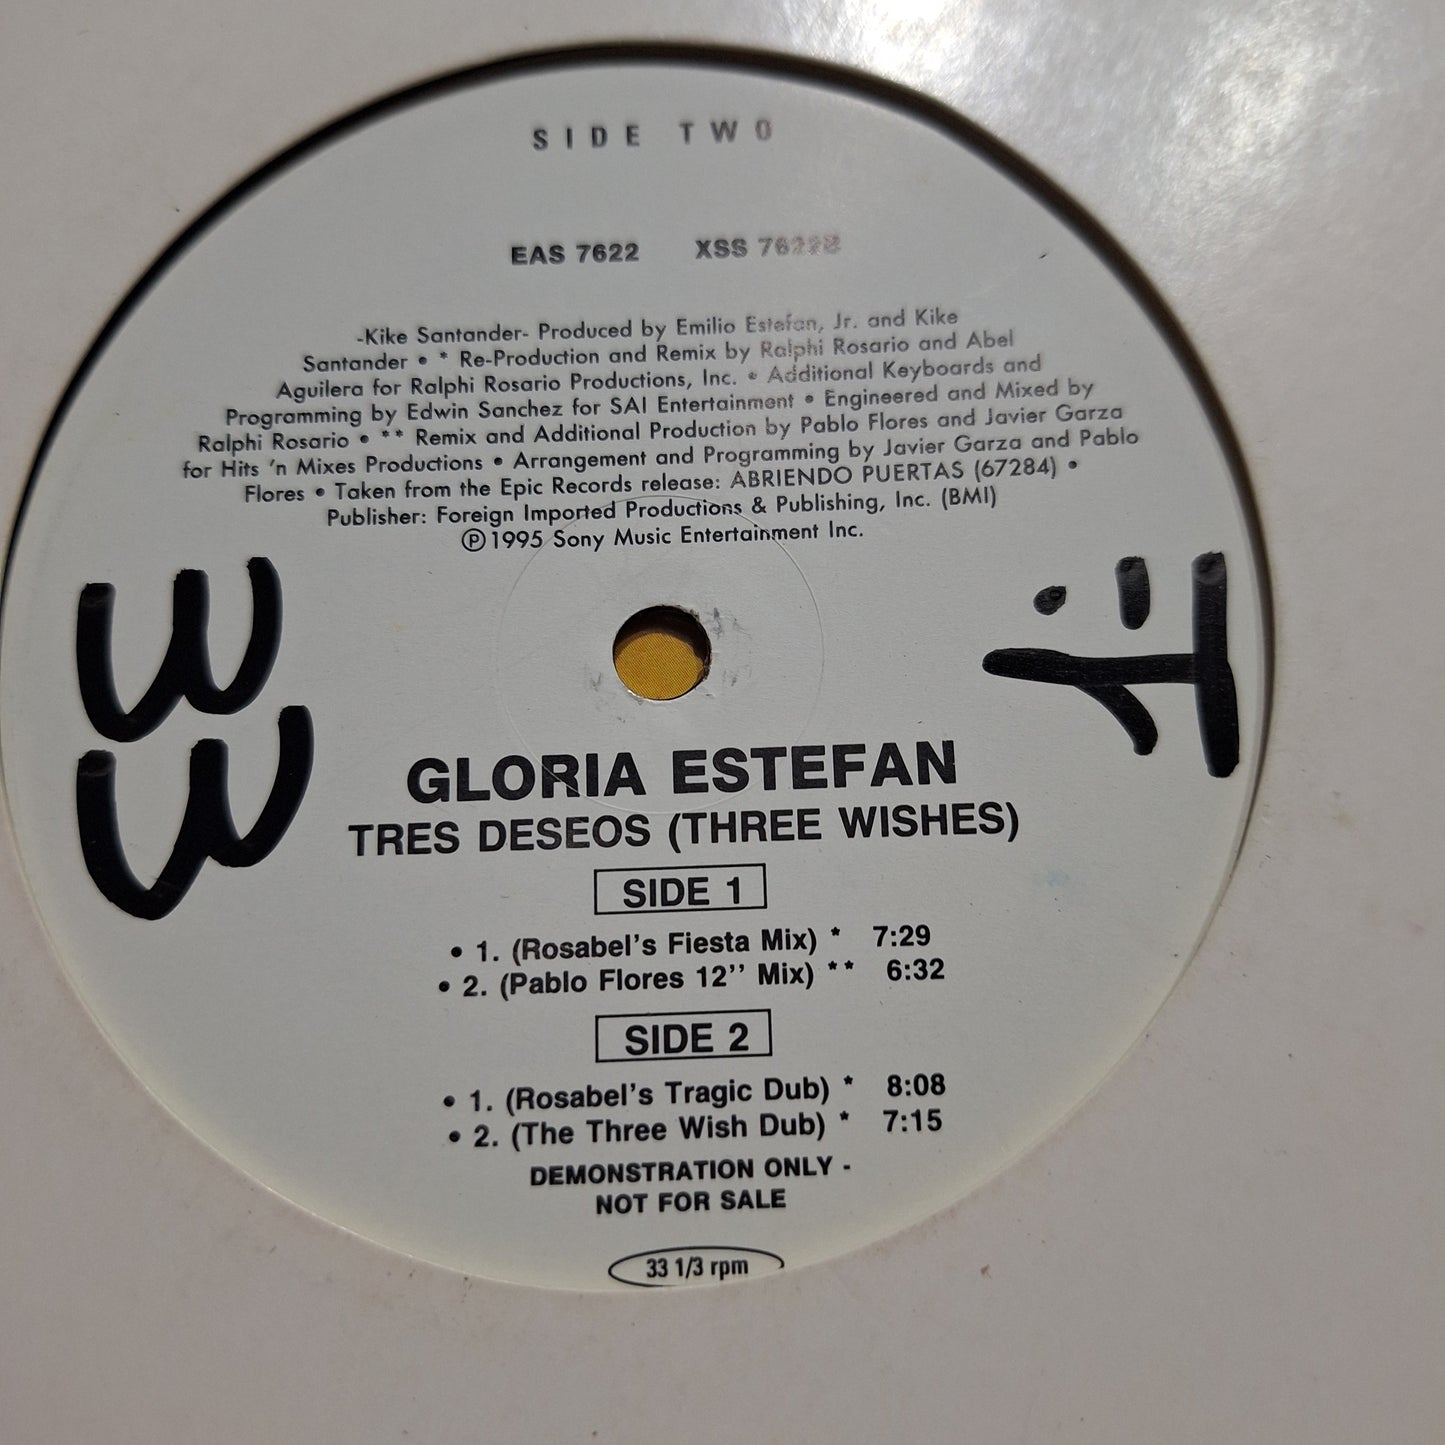 SIDE TWO
EAS 7622 XSS 7622B
-Kike Santander- Produced by Emilio Estefan, Jr. and Kike
Santander • * Re-Production and Remix by Ralphi Rosario and Abel
Aguilera for Ralphi Rosario Productions, Inc. • Additional Keyboards and
Programming by Edwin Sanchez for SAI Entertainment • Engineered and Mixed by
Ralphi Rosario • ** Remix and Additional Production by Pablo Flores and Javier Garza
for Hits 'n Mixes Productions • Arrangement and Programming by Javier Garza and Pablo
Flores • Taken from the Epic Records release: ABRIENDO PUERTAS (67284) •
Publisher: Foreign Imported Productions & Publishing, Inc. (BMI)
℗ 1995 Sony Music Entertainment Inc.
GLORIA ESTEFAN
TRES DESEOS (THREE WISHES)
SIDE 1
• 1. (Rosabel's Fiesta Mix) * 7:29
• 2. (Pablo Flores 12'' Mix) ** 6:32
SIDE 2
• 1. (Rosabel's Tragic Dub) * 8:08
• 2. (The Three Wish Dub) * 7:15
DEMONSTRATION ONLY -
NOT FOR SALE
33 1/3 rpm